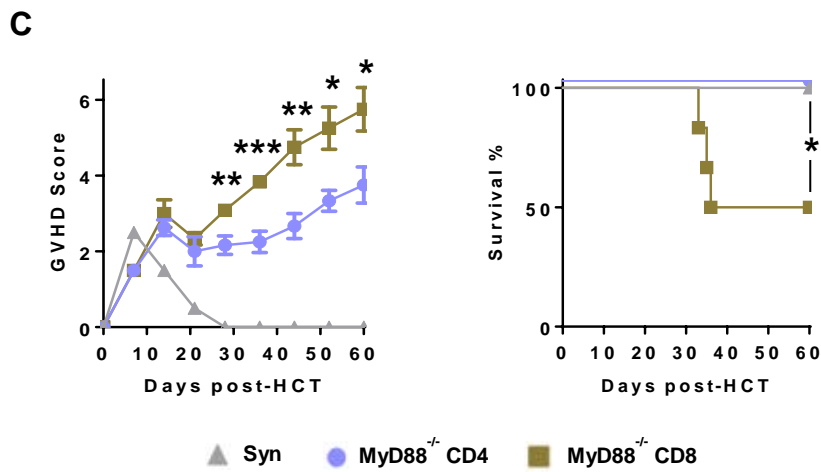 C
GVHD Score
6
4
2
0
** *** ** * *
0 10 20 30 40 50 60
Days post-HCT
Survival %
100
50
0
*
0 10 20 30 40 50 60
Days post-HCT
Syn MyD88-/- CD4 MyD88-/- CD8